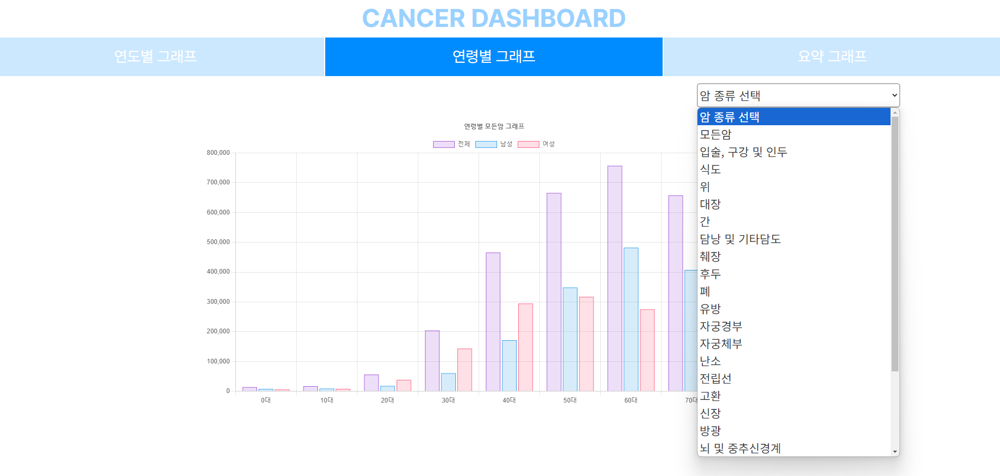 CANCER DASHBOARD
연도별 그래프
연령별 그래프
요약 그래프
암 종류 선택
암 종류 선택
모든암
입술, 구강 및 인두
식도
위
대장
간
담낭 및 기타담도
췌장
후두
폐
유방
자궁경부
자궁체부
난소
전립선
고환
신장
방광
뇌 및 중추신경계
연령별 모든암 그래프
전체 남성 여성
800,000
700,000
600,000
500,000
400,000
300,000
200,000
100,000
0
0대 10대 20대 30대 40대 50대 60대 70대